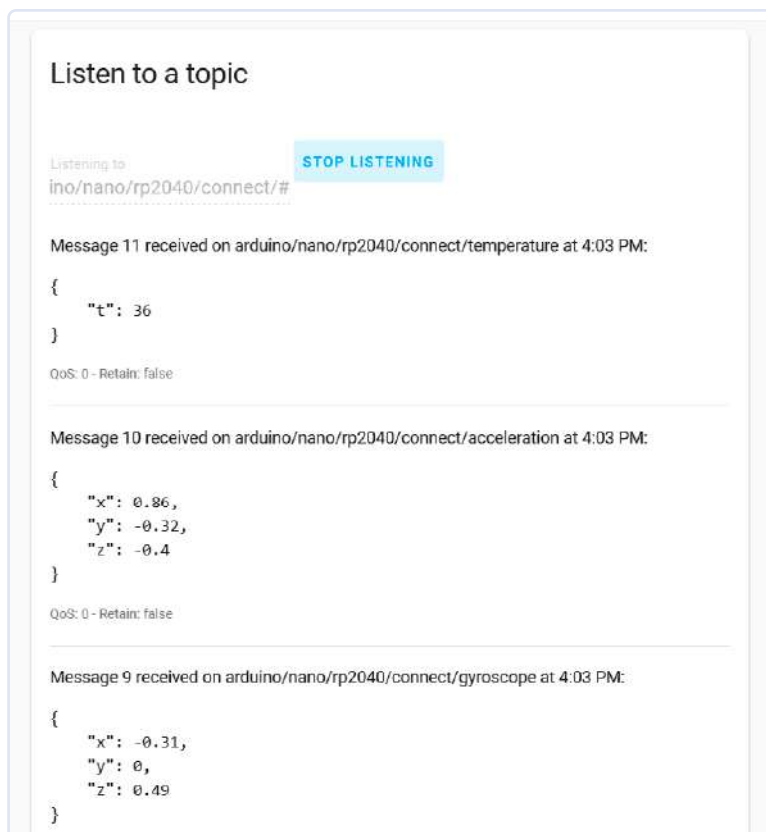 Listen to a topic
Listening to
ino/nano/rp2040/connect/#
STOP LISTENING
Message 11 received on arduino/nano/rp2040/connect/temperature at 4:03 PM:
{
    "t": 36
}
QoS: 0 - Retain: false
Message 10 received on arduino/nano/rp2040/connect/acceleration at 4:03 PM:
{
    "x": 0.86,
    "y": -0.32,
    "z": -0.4
}
QoS: 0 - Retain: false
Message 9 received on arduino/nano/rp2040/connect/gyroscope at 4:03 PM:
{
    "x": -0.31,
    "y": 0,
    "z": 0.49
}